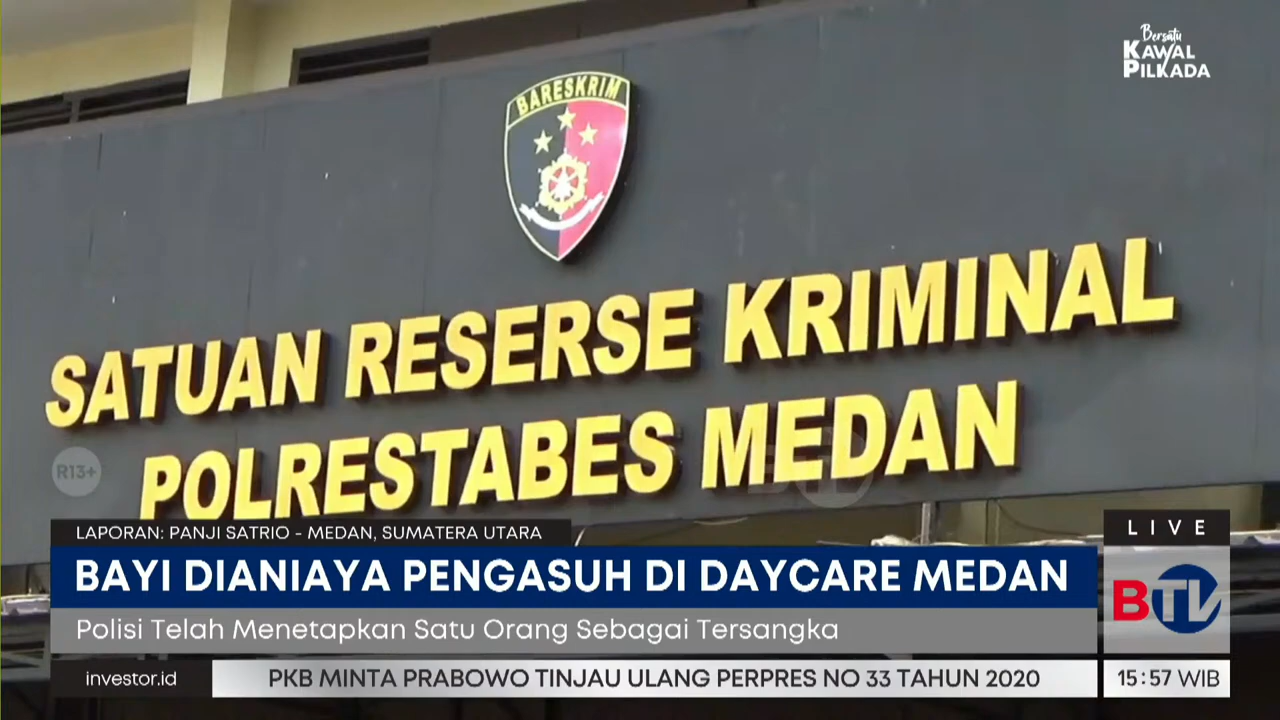 Bersatu
KAWAL
PILKADA
BARESKRIM
SATUAN RESERSE KRIMINAL
POLRESTABES MEDAN
R13+
BTV
LAPORAN: PANJI SATRIO - MEDAN, SUMATERA UTARA
LIVE
BAYI DIANIAYA PENGASUH DI DAYCARE MEDAN
BTV
Polisi Telah Menetapkan Satu Orang Sebagai Tersangka
investor.id
PKB MINTA PRABOWO TINJAU ULANG PERPRES NO 33 TAHUN 2020
15:57 WIB